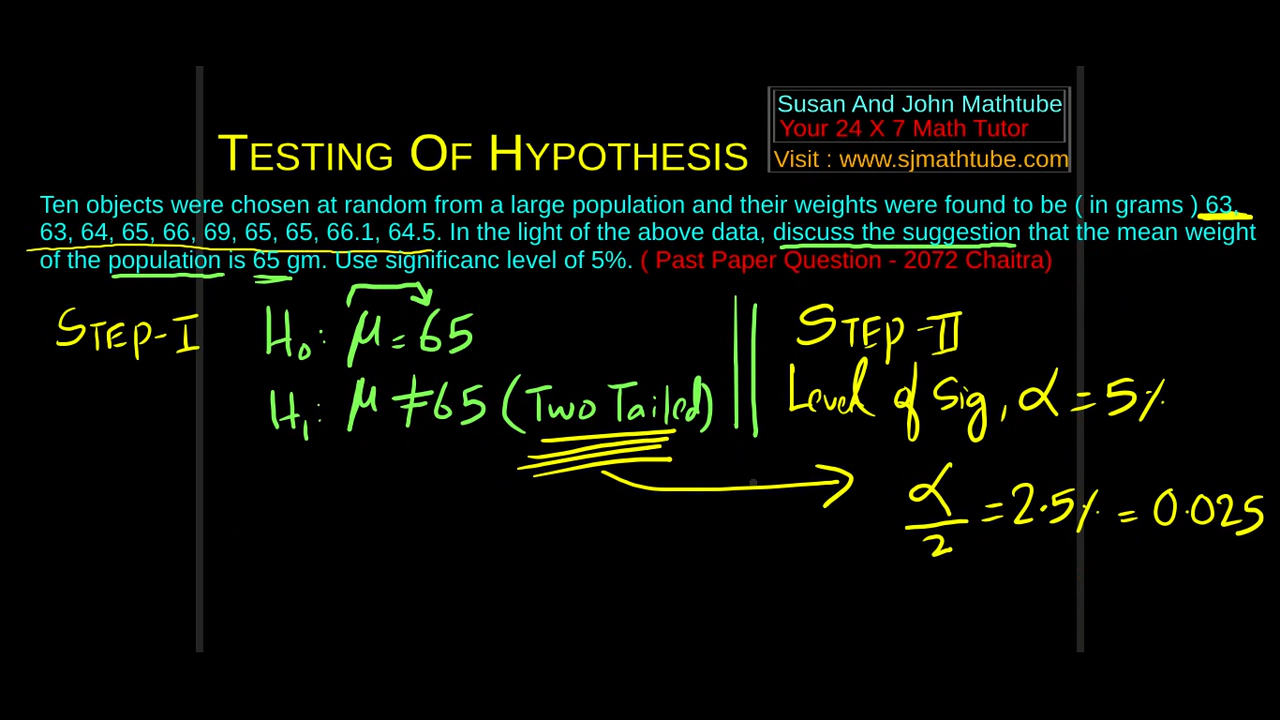 Susan And John Mathtube
Your 24 X 7 Math Tutor
Visit : www.sjmathtube.com
TESTING OF HYPOTHESIS
Ten objects were chosen at random from a large population and their weights were found to be ( in grams ) 63,
63, 64, 65, 66, 69, 65, 65, 66.1, 64.5. In the light of the above data, discuss the suggestion that the mean weight
of the population is 65 gm. Use significanc level of 5%. ( Past Paper Question - 2072 Chaitra)
STEP-I
H₀: μ = 65
H₁: μ ≠ 65 (Two Tailed)
STEP-II
Level of Sig, α = 5%
α/2 = 2.5% = 0.025